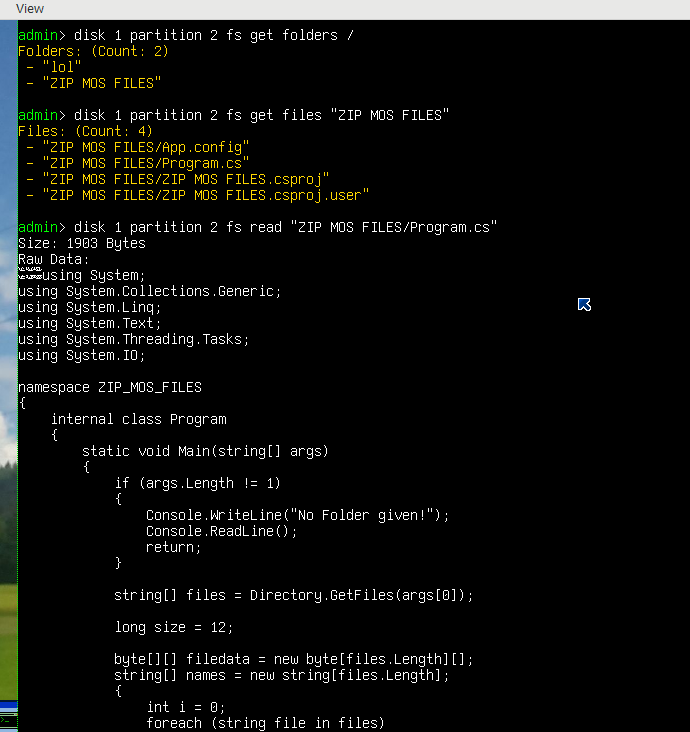 View
admin> disk 1 partition 2 fs get folders /
Folders: (Count: 2)
- "lol"
- "ZIP MOS FILES"
admin> disk 1 partition 2 fs get files "ZIP MOS FILES"
Files: (Count: 4)
- "ZIP MOS FILES/App.config"
- "ZIP MOS FILES/Program.cs"
- "ZIP MOS FILES/ZIP MOS FILES.csproj"
- "ZIP MOS FILES/ZIP MOS FILES.csproj.user"
admin> disk 1 partition 2 fs read "ZIP MOS FILES/Program.cs"
Size: 1903 Bytes
Raw Data:
using System;
using System.Collections.Generic;
using System.Linq;
using System.Text;
using System.Threading.Tasks;
using System.IO;
namespace ZIP_MOS_FILES
{
internal class Program
{
static void Main(string[] args)
{
if (args.Length != 1)
{
Console.WriteLine("No Folder given!");
Console.ReadLine();
return;
}
string[] files = Directory.GetFiles(args[0]);
long size = 12;
byte[][] filedata = new byte[files.Length][];
string[] names = new string[files.Length];
{
int i = 0;
foreach (string file in files)
>_